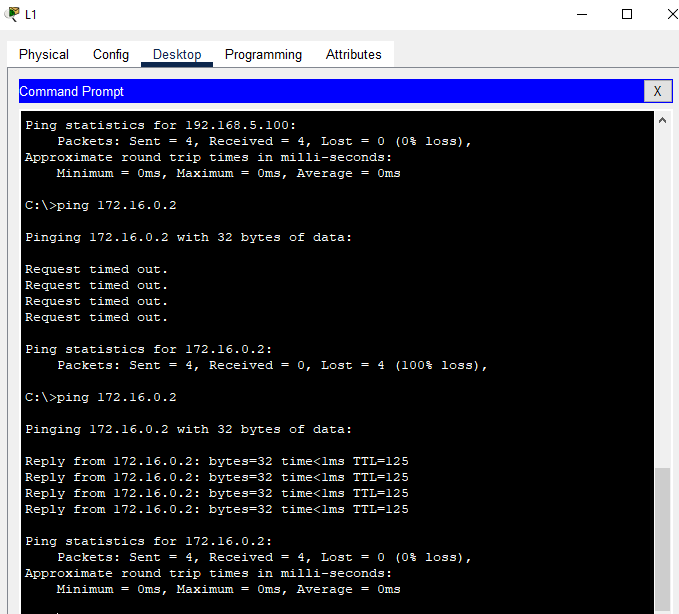 L1
Physical Config Desktop Programming Attributes
Command Prompt X
Ping statistics for 192.168.5.100:
Packets: Sent = 4, Received = 4, Lost = 0 (0% loss),
Approximate round trip times in milli-seconds:
Minimum = 0ms, Maximum = 0ms, Average = 0ms
C:\>ping 172.16.0.2
Pinging 172.16.0.2 with 32 bytes of data:
Request timed out.
Request timed out.
Request timed out.
Request timed out.
Ping statistics for 172.16.0.2:
Packets: Sent = 4, Received = 0, Lost = 4 (100% loss),
C:\>ping 172.16.0.2
Pinging 172.16.0.2 with 32 bytes of data:
Reply from 172.16.0.2: bytes=32 time<1ms TTL=125
Reply from 172.16.0.2: bytes=32 time<1ms TTL=125
Reply from 172.16.0.2: bytes=32 time<1ms TTL=125
Reply from 172.16.0.2: bytes=32 time<1ms TTL=125
Ping statistics for 172.16.0.2:
Packets: Sent = 4, Received = 4, Lost = 0 (0% loss),
Approximate round trip times in milli-seconds:
Minimum = 0ms, Maximum = 0ms, Average = 0ms